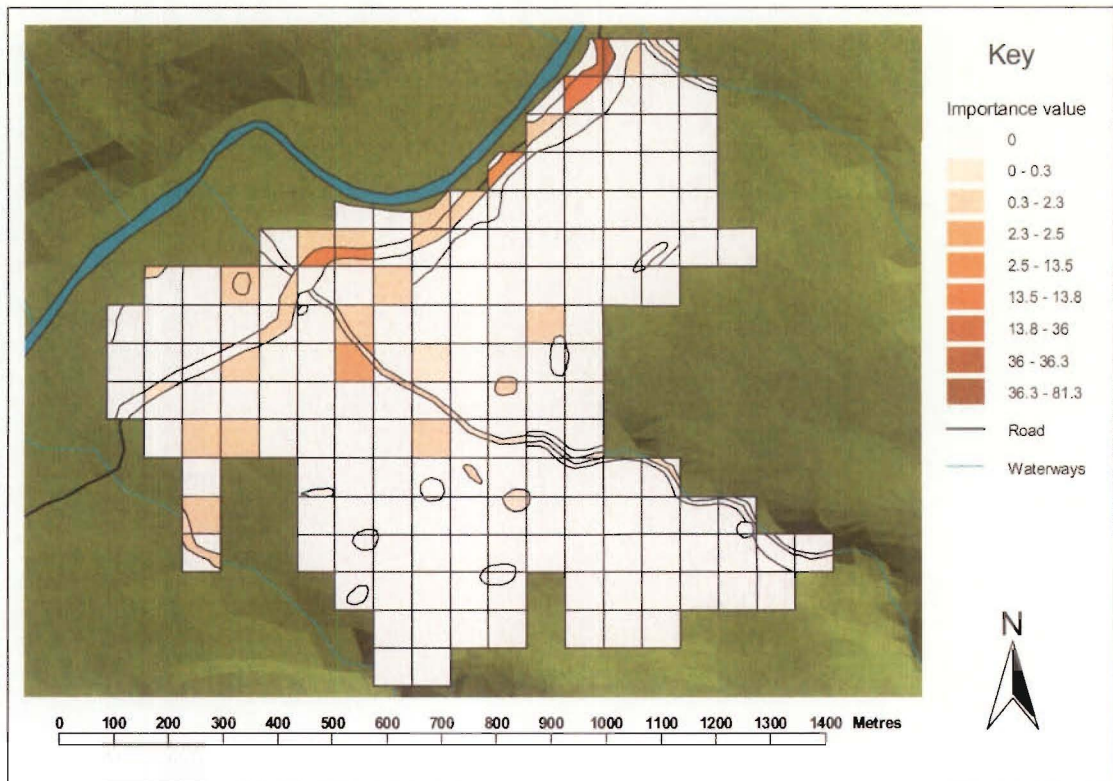 Key
Importance value
0
0 - 0.3
0.3 - 2.3
2.3 - 2.5
2.5 - 13.5
13.5 - 13.8
13.8 - 36
36 - 36.3
36.3 - 81.3
Road
Waterways
N
0 100 200 300 400 500 600 700 800 900 1000 1100 1200 1300 1400 Metres